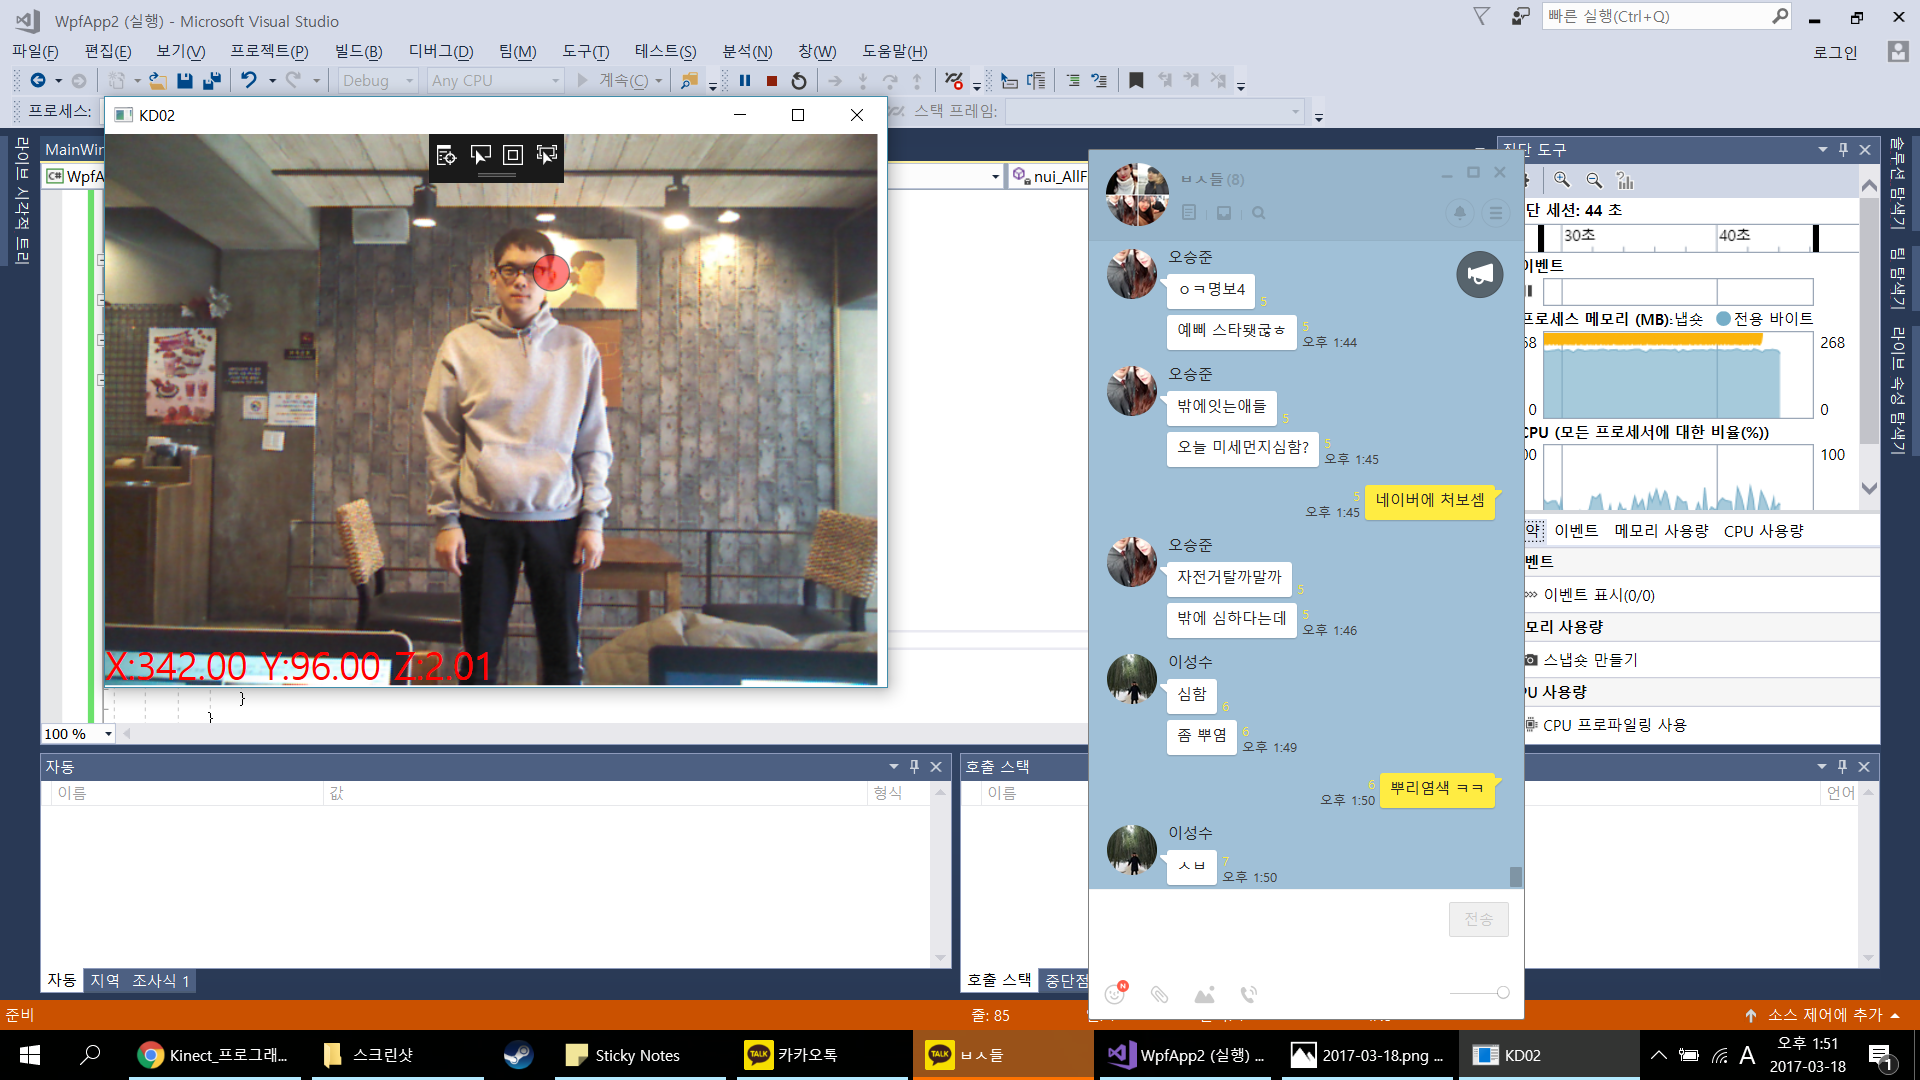 WpfApp2 (실행) - Microsoft Visual Studio
빠른 실행(Ctrl+Q)
파일(F) 편집(E) 보기(V) 프로젝트(P) 빌드(B) 디버그(D) 팀(M) 도구(T) 테스트(S) 분석(N) 창(W) 도움말(H)
로그인
Debug Any CPU 계속(C)
프로세스: 스택 프레임:
KD02
라이브 시각적 트리
MainWin
C# WpfA
nui_AllF
X:342.00 Y:96.00 Z:2.01
}
}
100 %
ㅂㅅ들 (8)
오승준
ㅇㅋ명보4
5
예삐 스타됏굲ㅎ
5
오후 1:44
오승준
밖에잇는애들
5
오늘 미세먼지심함?
5
오후 1:45
5
오후 1:45
네이버에 처보셈
오승준
자전거탈까말까
5
밖에 심하다는데
5
오후 1:46
이성수
심함
6
좀 뿌염
6
오후 1:49
6
오후 1:50
뿌리염색 ㅋㅋ
이성수
ㅅㅂ
7
오후 1:50
전송
N
진단 도구
단 세션: 44 초
30초 40초
이벤트
프로세스 메모리 (MB): 냅숏 전용 바이트
68 268
0 0
CPU (모든 프로세서에 대한 비율(%))
00 100
약 이벤트 메모리 사용량 CPU 사용량
벤트
이벤트 표시(0/0)
모리 사용량
스냅숏 만들기
PU 사용량
CPU 프로파일링 사용
솔루션 탐색기
팀 탐색기
라이브 속성 탐색기
자동
이름 값 형식
자동 지역 조사식 1
호출 스택
이름 언어
호출 스택 중단점
준비
줄: 85
소스 제어에 추가
Kinect_프로그래...
스크린샷
Sticky Notes
TALK 카카오톡
TALK ㅂㅅ들
WpfApp2 (실행) ...
2017-03-18.png ...
KD02
A
오후 1:51
2017-03-18
1